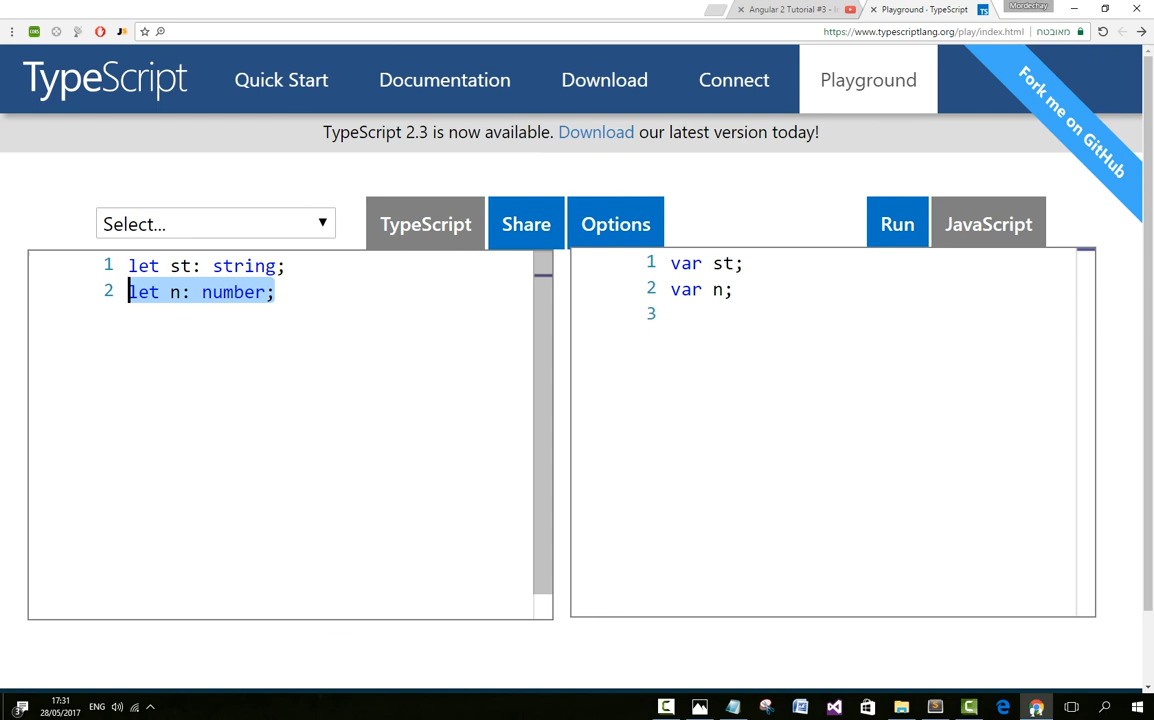 Angular 2 Tutorial #3 - I
Playground · TypeScript
Mordechay
https://www.typescriptlang.org/play/index.html
מאובטח
TypeScript
Quick Start
Documentation
Download
Connect
Playground
Fork me on GitHub
TypeScript 2.3 is now available. Download our latest version today!
Select...
TypeScript
Share
Options
Run
JavaScript
1 let st: string;
2 let n: number;
1 var st;
2 var n;
3
17:31
28/05/2017
ENG